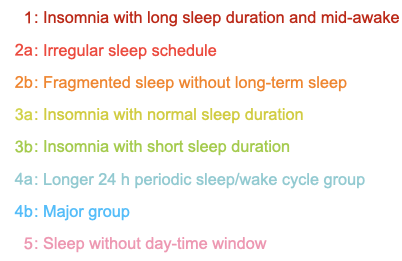 1: Insomnia with long sleep duration and mid-awake
2a: Irregular sleep schedule
2b: Fragmented sleep without long-term sleep
3a: Insomnia with normal sleep duration
3b: Insomnia with short sleep duration
4a: Longer 24 h periodic sleep/wake cycle group
4b: Major group
5: Sleep without day-time window